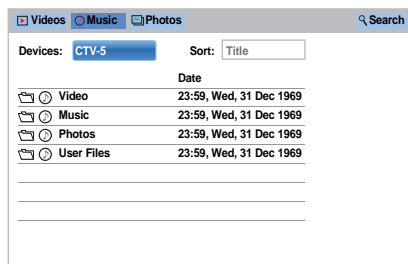 Videos Music Photos Search
Devices: CTV-5 Sort: Title
Date
Video 23:59, Wed, 31 Dec 1969
Music 23:59, Wed, 31 Dec 1969
Photos 23:59, Wed, 31 Dec 1969
User Files 23:59, Wed, 31 Dec 1969